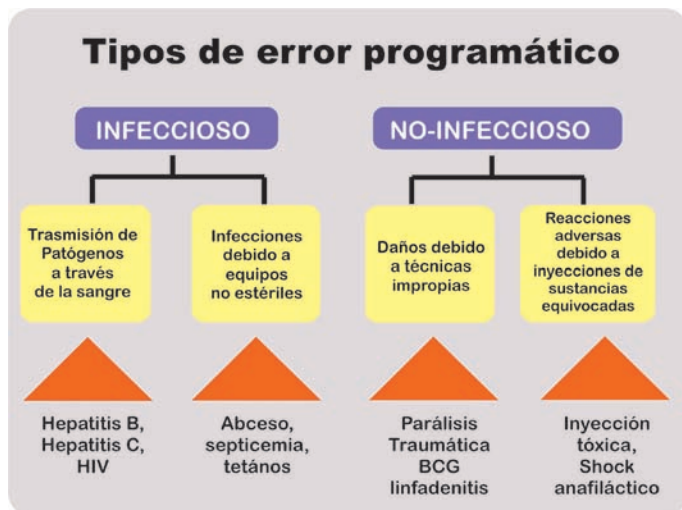 Tipos de error programático
INFECCIOSO
NO-INFECCIOSO
Trasmisión de
Patógenos
a través
de la sangre
Infecciones
debido a
equipos
no estériles
Daños debido
a técnicas
impropias
Reacciones
adversas
debido a
inyecciones de
sustancias
equivocadas
Hepatitis B,
Hepatitis C,
HIV
Abceso,
septicemia,
tetános
Parálisis
Traumática
BCG
linfadenitis
Inyección
tóxica,
Shock
anafiláctico